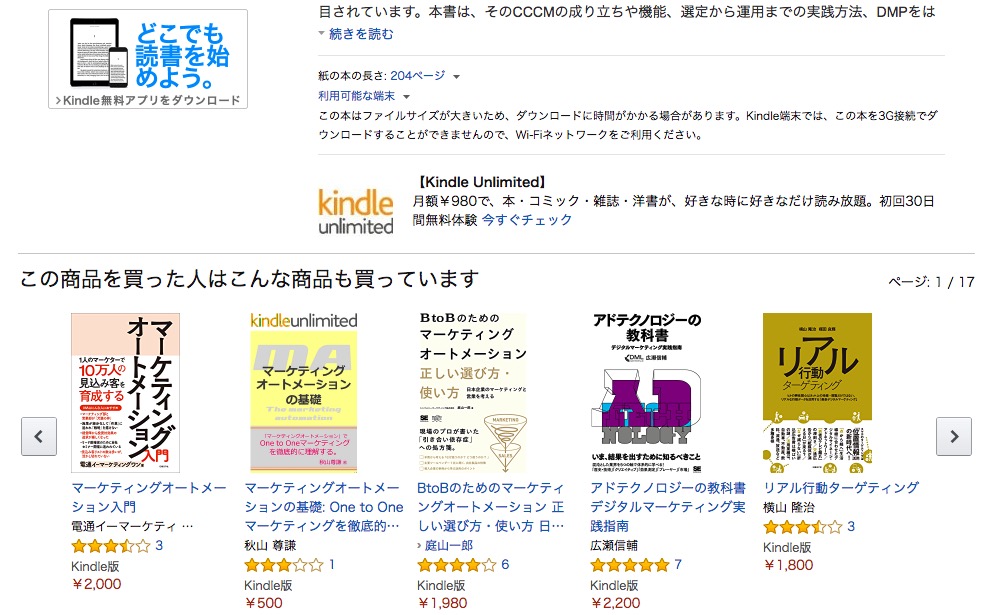 どこでも
読書を始
めよう。
›Kindle無料アプリをダウンロード
目されています。本書は、そのCCCMの成り立ちや機能、選定から運用までの実践方法、DMPをは
続きを読む
紙の本の長さ: 204ページ
利用可能な端末
この本はファイルサイズが大きいため、ダウンロードに時間がかかる場合があります。Kindle端末では、この本を3G接続でダ
ウンロードすることができませんので、Wi-Fiネットワークをご利用ください。
kindle
unlimited
【Kindle Unlimited】
月額￥980で、本・コミック・雑誌・洋書が、好きな時に好きなだけ読み放題。初回30日
間無料体験 今すぐチェック
この商品を買った人はこんな商品も買っています
ページ: 1 / 17
マーケティング
オートメーション
入門
1人のマーケターで
10万人の
見込み客を
育成する
電通イーマーケティングワン 著
マーケティングオートメー
ション入門
電通イーマーケティ …
3
Kindle版
￥2,000
kindleunlimited
MA
マーケティング
オートメーション
の基礎
The marketing
automation
「マーケティングオートメーション」で
One to Oneマーケティング
を徹底的に理解する。
秋山尊謙 著
マーケティングオートメー
ションの基礎: One to One
マーケティングを徹底的…
秋山 尊謙
1
Kindle版
￥500
BtoBのための
マーケティング
オートメーション
正しい選び方・
使い方
日本企業のマーケティングと
営業を考える
庭山一郎 著
MARKETING
現場のプロが書いた
「引き合い依存症」
への処方箋。
BtoBのためのマーケティ
ングオートメーション 正
しい選び方・使い方 日…
› 庭山一郎
6
Kindle版
￥1,980
アドテクノロジーの
教科書
デジタルマーケティング実践指南
DML 広瀬信輔
AD
TECHNOLOGY
いま、結果を出すために知るべきこと
アドテクノロジーの教科書
デジタルマーケティング実
践指南
広瀬信輔
7
Kindle版
￥2,200
横山 隆治
リアル
行動
ターゲティング
位置情報
の新時代へ
リアル行動ターゲティング
横山 隆治
3
Kindle版
￥1,800